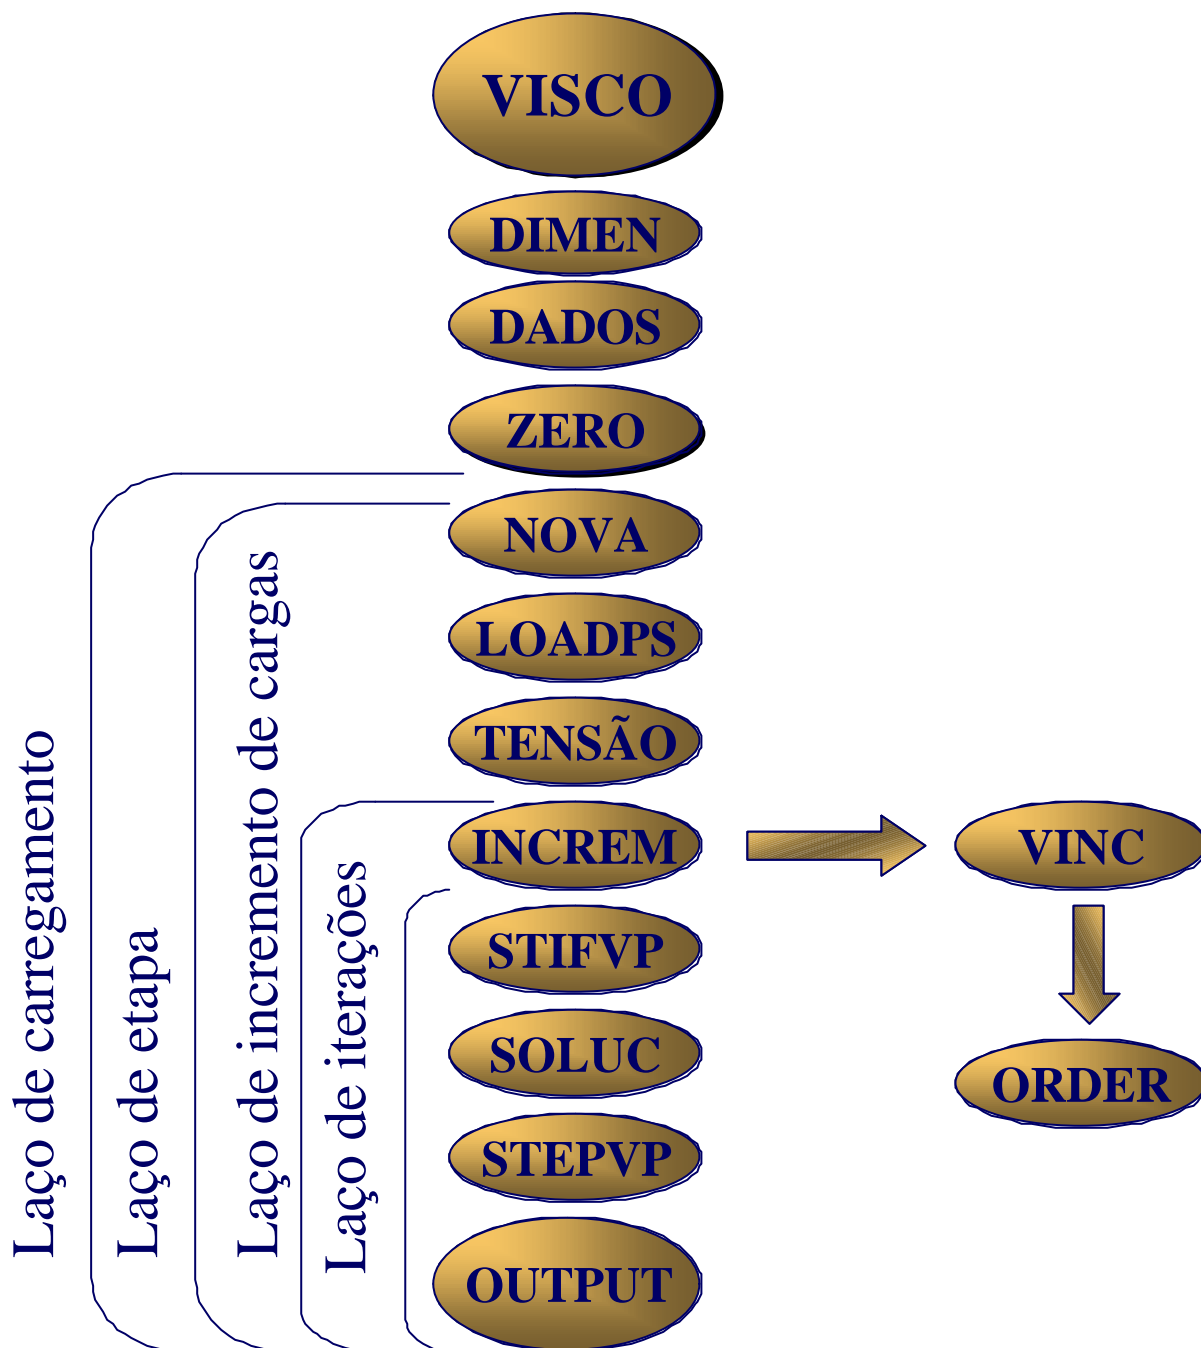 VISCO
DIMEN
DADOS
ZERO
NOVA
LOADPS
TENSÃO
INCREM
VINC
STIFVP
SOLUC
ORDER
STEPVP
OUTPUT
Laço de carregamento
Laço de etapa
Laço de incremento de cargas
Laço de iterações